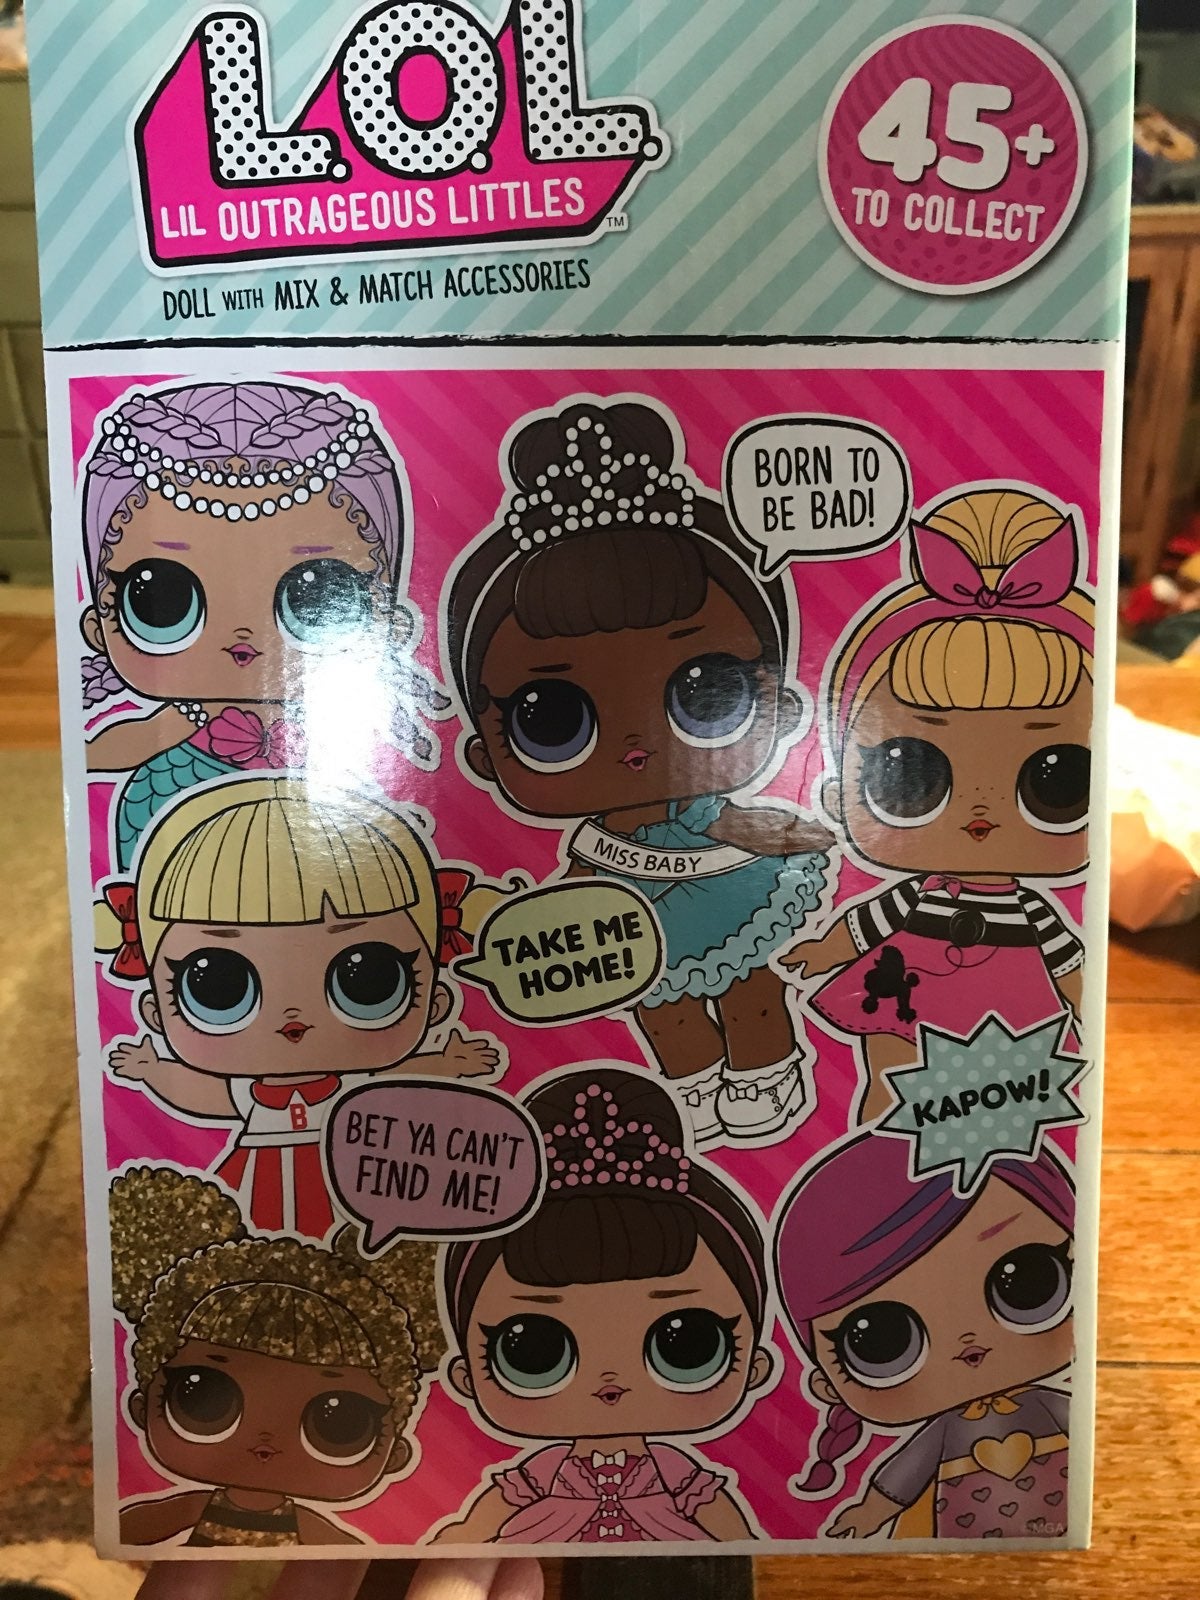 L.O.L.
LIL OUTRAGEOUS LITTLES
TM
DOLL WITH MIX & MATCH ACCESSORIES
45+
TO COLLECT
BORN TO
BE BAD!
MISS BABY
TAKE ME
HOME!
B
BET YA CAN'T
FIND ME!
KAPOW!
©MGA